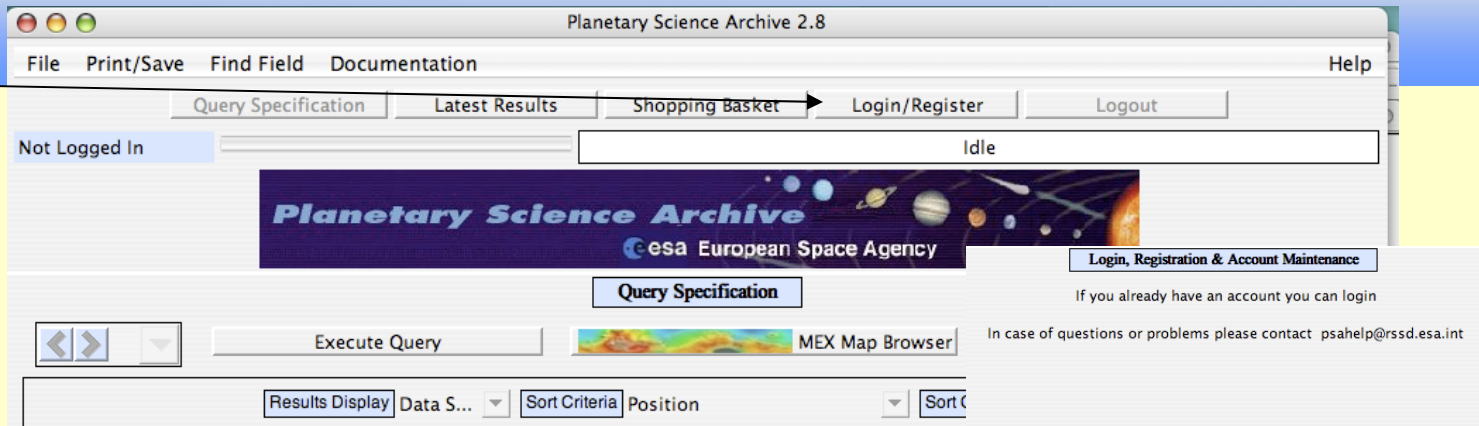 Planetary Science Archive 2.8
File Print/Save Find Field Documentation Help
Query Specification Latest Results Shopping Basket Login/Register Logout
Not Logged In Idle
Planetary Science Archive
esa European Space Agency
Query Specification
Execute Query MEX Map Browser
Results Display Data S... Sort Criteria Position Sort
Login, Registration & Account Maintenance
If you already have an account you can login
In case of questions or problems please contact psahelp@rssd.esa.int